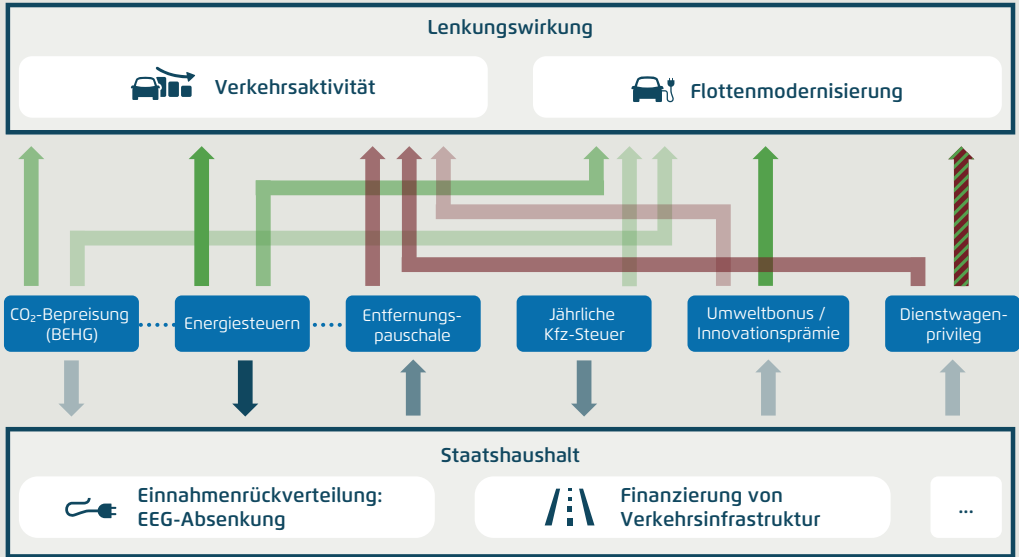 Lenkungswirkung
Verkehrsaktivität
Flottenmodernisierung
CO₂-Bepreisung
(BEHG)
Energiesteuern
Entfernungs-
pauschale
Jährliche
Kfz-Steuer
Umweltbonus /
Innovationsprämie
Dienstwagen-
privileg
Staatshaushalt
Einnahmenrückverteilung:
EEG-Absenkung
Finanzierung von
Verkehrsinfrastruktur
...